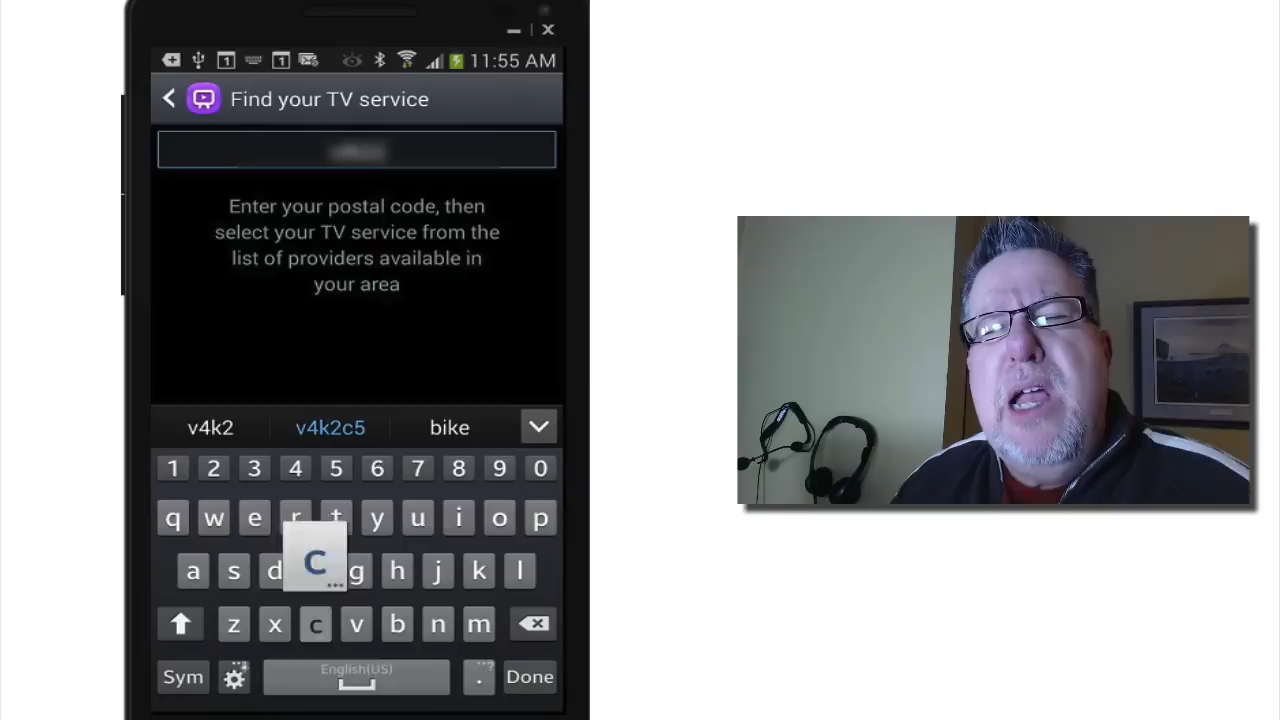 11:55 AM
Find your TV service
Enter your postal code, then
select your TV service from the
list of providers available in
your area
v4k2 v4k2c5 bike
1 2 3 4 5 6 7 8 9 0
q w e r t y u i o p
C
a s d g h j k l
z x c v b n m
English(US)
Sym . Done